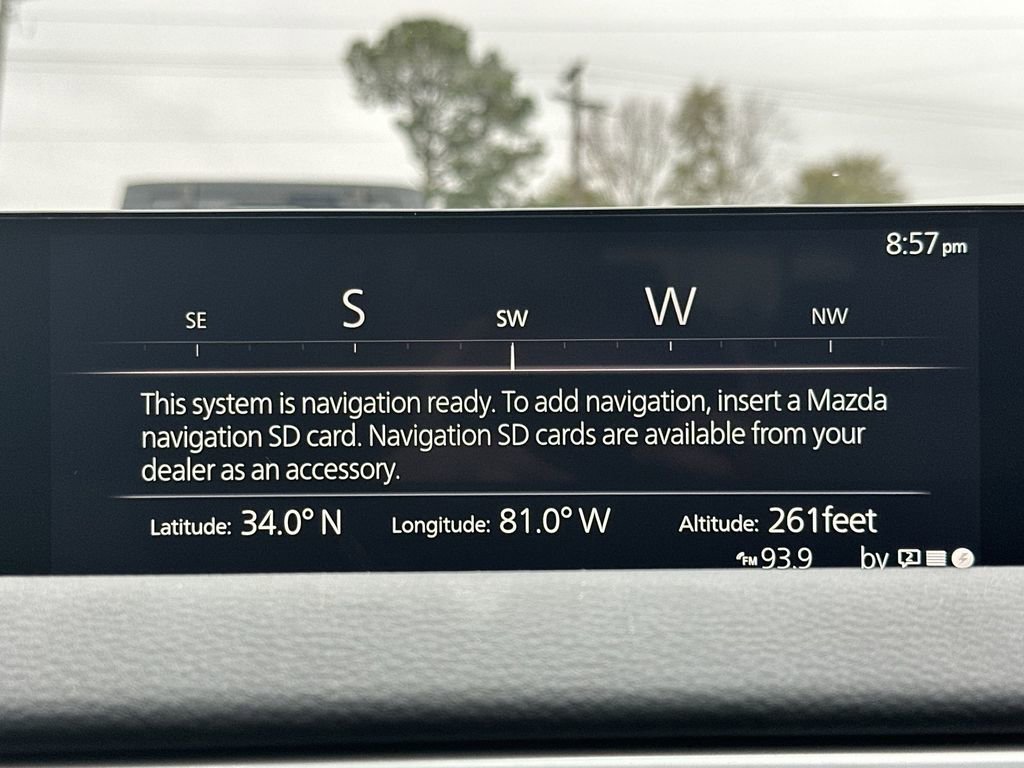 8:57 pm
SE S SW W NW
This system is navigation ready. To add navigation, insert a Mazda
navigation SD card. Navigation SD cards are available from your
dealer as an accessory.
Latitude: 34.0° N Longitude: 81.0° W Altitude: 261feet
FM 93.9 by 2